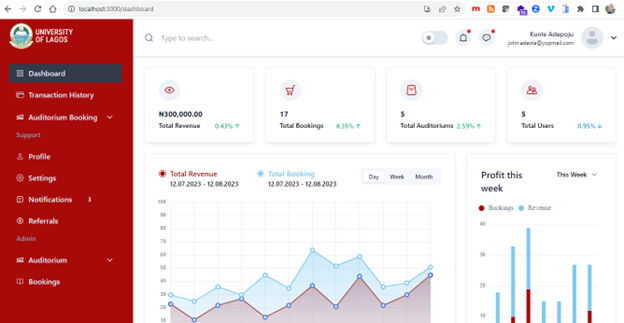 localhost:3000/dashboard
UNIVERSITY
OF LAGOS
Type to search...
Kunle Adepoju
john.adeola@yopmail.com
Dashboard
Transaction History
Auditorium Booking
Support
Profile
Settings
Notifications 3
Referrals
Admin
Auditorium
Bookings
₦300,000.00
Total Revenue 0.43% ↑
17
Total Bookings 4.35% ↑
5
Total Auditoriums 2.59% ↑
5
Total Users 0.95% ↓
Total Revenue
12.07.2023 - 12.08.2023
Total Booking
12.07.2023 - 12.08.2023
Day Week Month
100
90
80
70
60
50
40
30
20
10
Profit this
week
This Week
Bookings Revenue
40
30
20
10